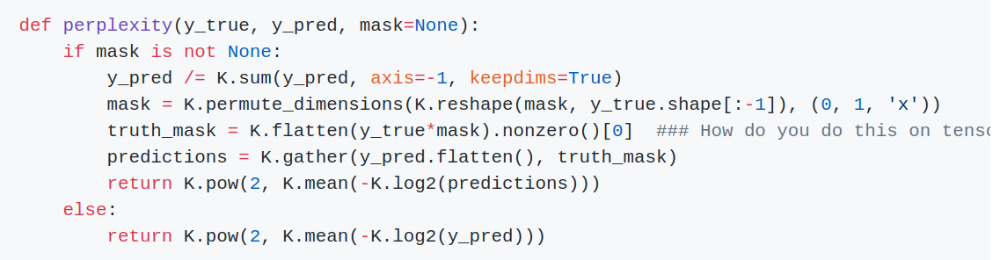 def perplexity(y_true, y_pred, mask=None):
    if mask is not None:
        y_pred /= K.sum(y_pred, axis=-1, keepdims=True)
        mask = K.permute_dimensions(K.reshape(mask, y_true.shape[:-1]), (0, 1, 'x'))
        truth_mask = K.flatten(y_true*mask).nonzero()[0]  ### How do you do this on
        predictions = K.gather(y_pred.flatten(), truth_mask)
        return K.pow(2, K.mean(-K.log2(predictions)))
    else:
        return K.pow(2, K.mean(-K.log2(y_pred)))